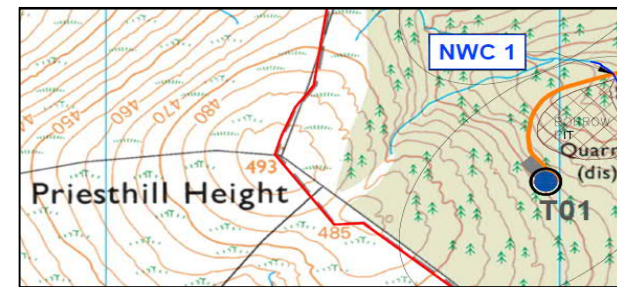 NWC 1
450
460
470
480
BORROW
PIT
Quarr
(dis)
493
Priesthill Height
T01
485